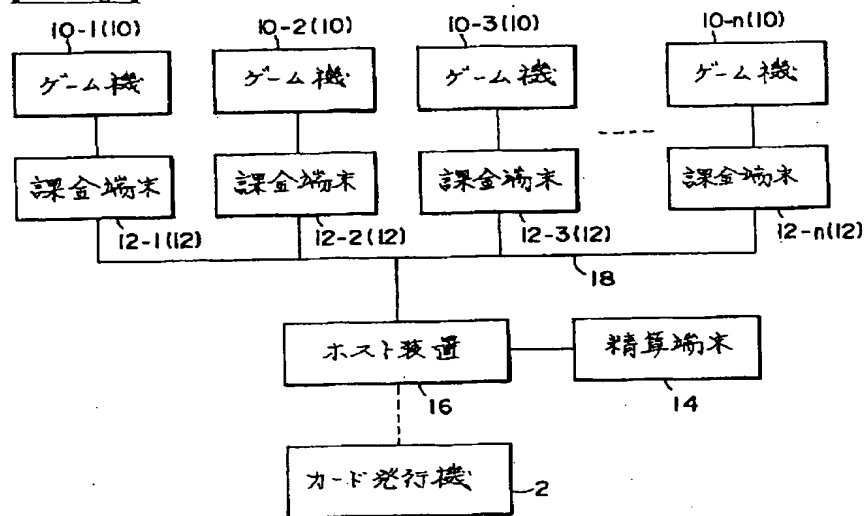 10-1(10)
10-2(10)
10-3(10)
10-n(10)
ゲーム機
ゲーム機
ゲーム機
ゲーム機
課金端末
課金端末
課金端末
課金端末
12-1(12)
12-2(12)
12-3(12)
12-n(12)
18
ホスト装置
精算端末
16
14
カード発行機
2